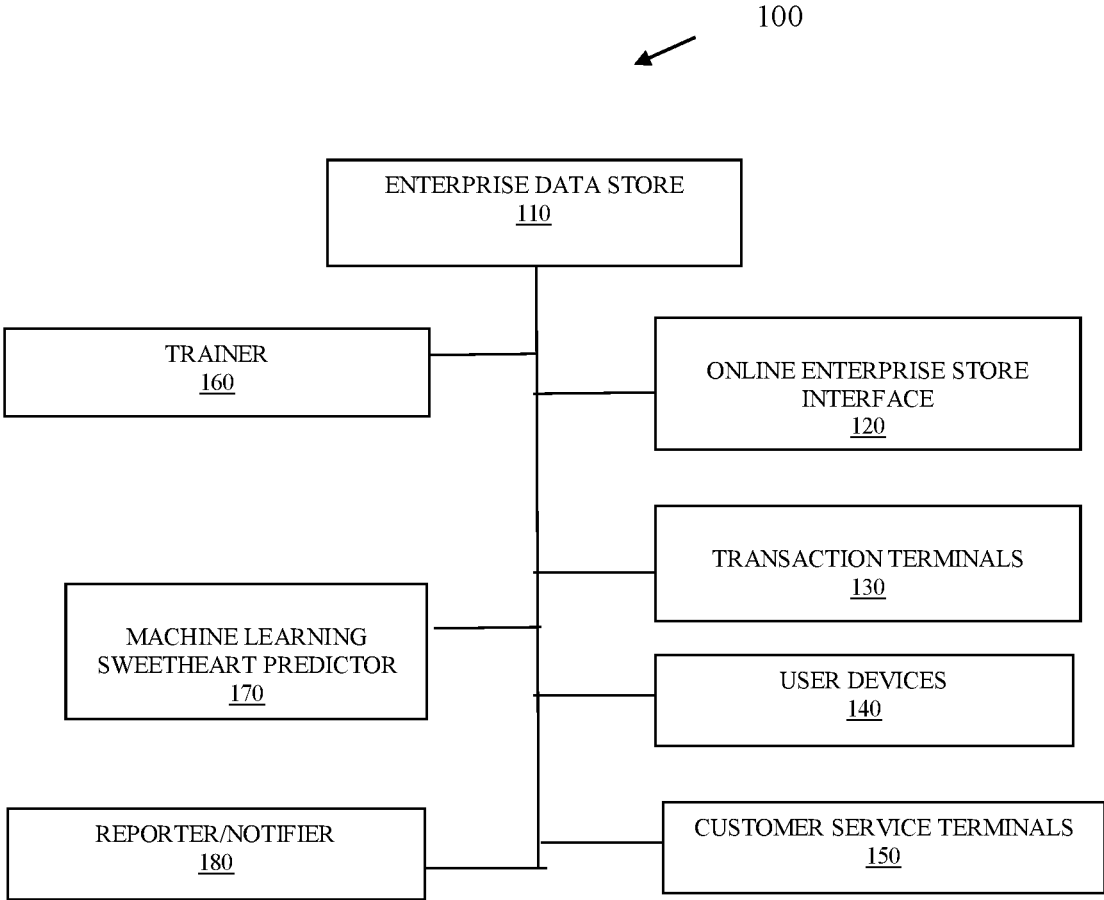 100
ENTERPRISE DATA STORE
110
TRAINER
160
ONLINE ENTERPRISE STORE
INTERFACE
120
TRANSACTION TERMINALS
130
MACHINE LEARNING
SWEETHEART PREDICTOR
170
USER DEVICES
140
REPORTER/NOTIFIER
180
CUSTOMER SERVICE TERMINALS
150